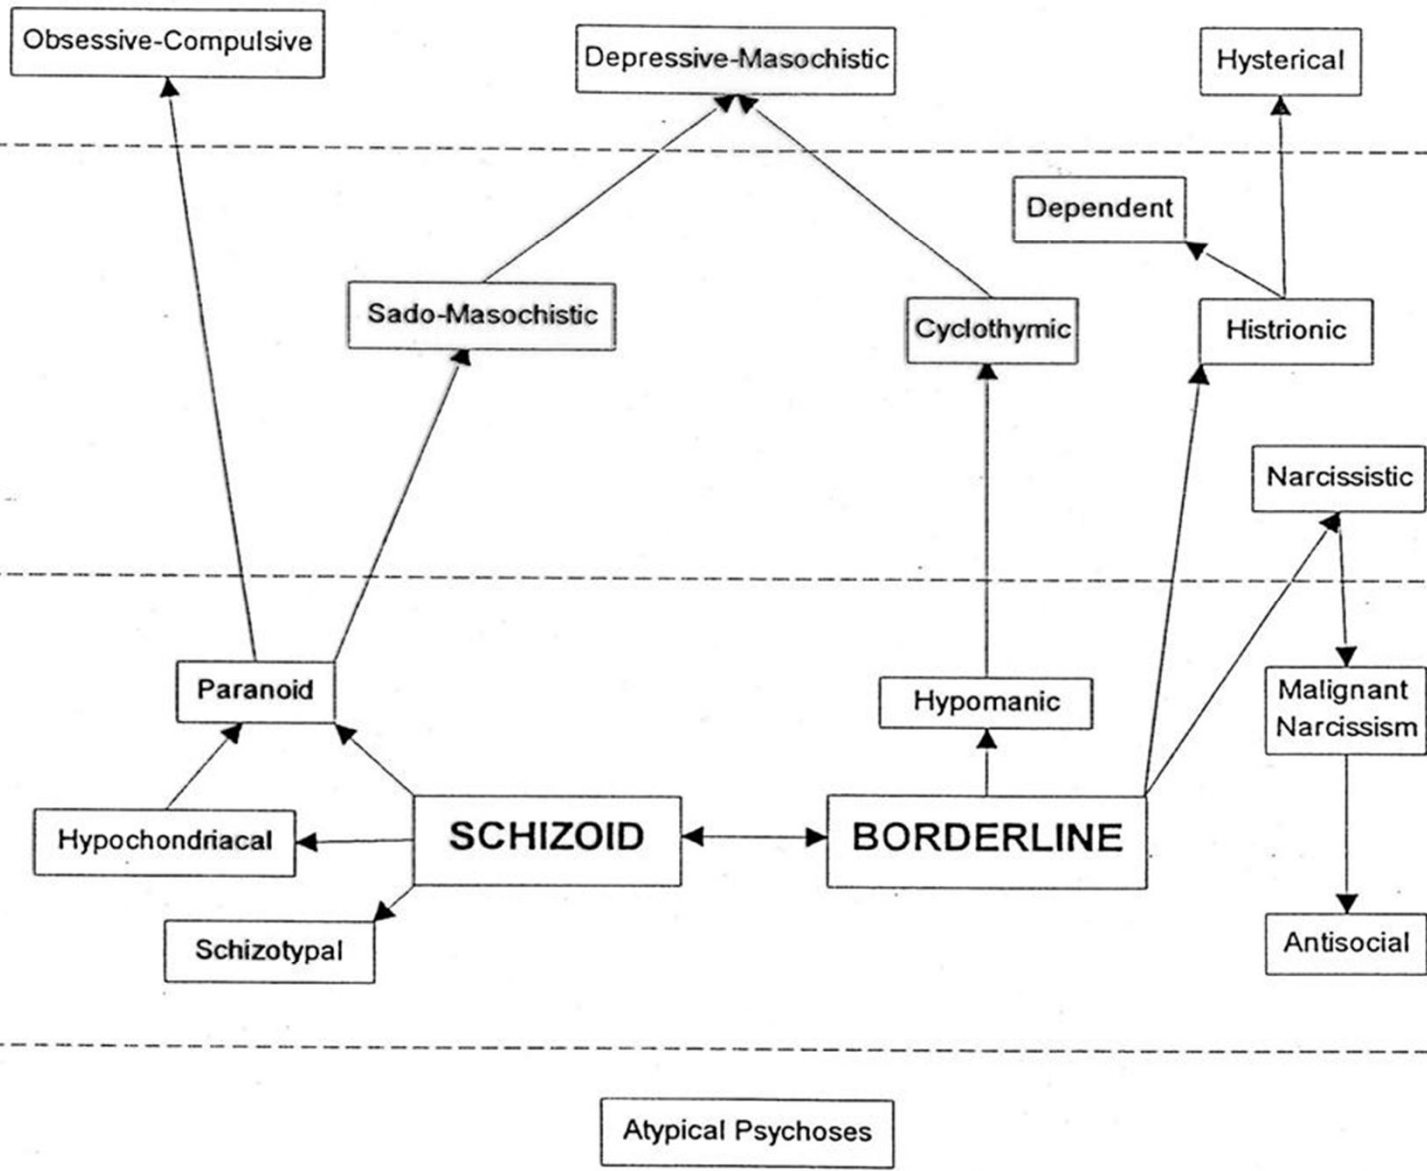 Obsessive-Compulsive
Depressive-Masochistic
Hysterical
Dependent
Sado-Masochistic
Cyclothymic
Histrionic
Narcissistic
Paranoid
Hypomanic
Malignant
Narcissism
Hypochondriacal
SCHIZOID
BORDERLINE
Schizotypal
Antisocial
Atypical Psychoses